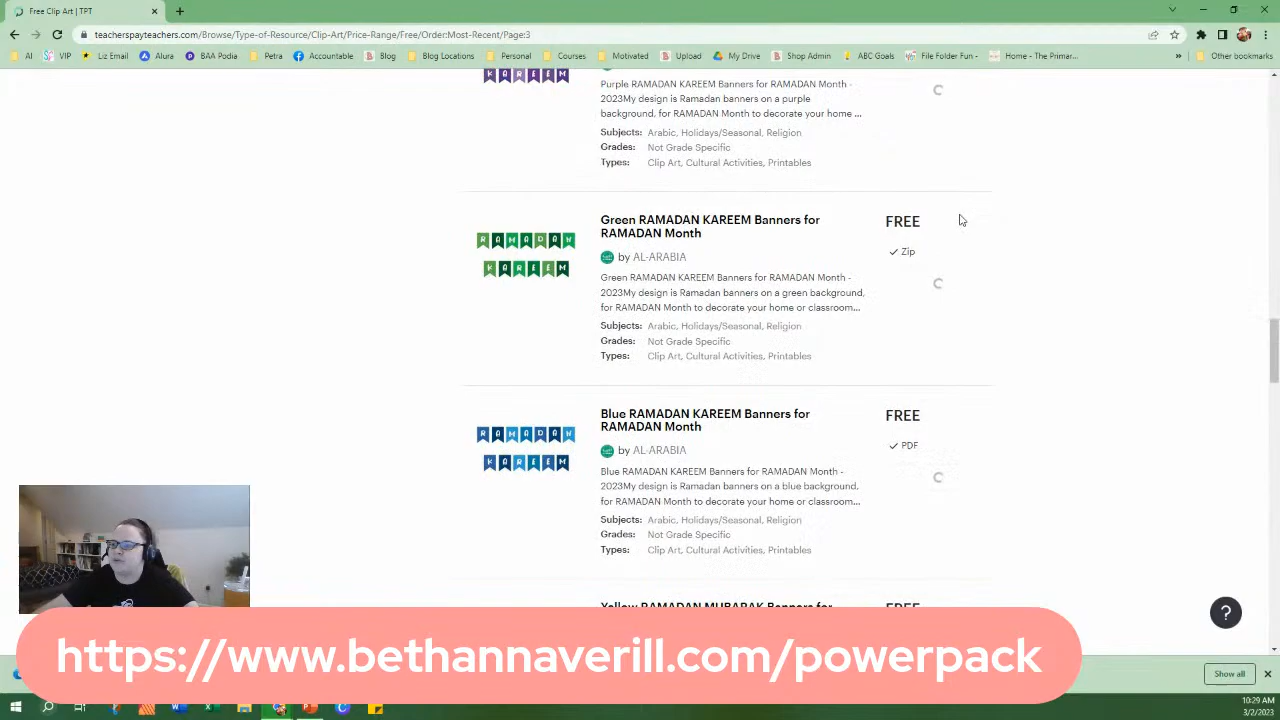 Free Clip Art | TPT
teacherspayteachers.com/Browse/Type-of-Resource/Clip-Art/Price-Range/Free/Order:Most-Recent/Page:3
AI VIP Liz Email Alura BAA Podia Petra Accountable Blog Blog Personal Courses Motivated Upload My Drive Shop Admin ABC Goals File Folder Fun - Home - The Primar... » Other bookmarks
KAREEM
Purple RAMADAN KAREEM Banners for RAMADAN Month -
2023My design is Ramadan banners on a purple
background, for RAMADAN Month to decorate your home ...
Subjects: Arabic, Holidays/Seasonal, Religion
Grades: Not Grade Specific
Types: Clip Art, Cultural Activities, Printables
RAMADAN
KAREEM
Green RAMADAN KAREEM Banners for
RAMADAN Month
by AL-ARABIA
Green RAMADAN KAREEM Banners for RAMADAN Month -
2023My design is Ramadan banners on a green background,
for RAMADAN Month to decorate your home or classroom...
Subjects: Arabic, Holidays/Seasonal, Religion
Grades: Not Grade Specific
Types: Clip Art, Cultural Activities, Printables
FREE
Zip
RAMADAN
KAREEM
Blue RAMADAN KAREEM Banners for
RAMADAN Month
by AL-ARABIA
Blue RAMADAN KAREEM Banners for RAMADAN Month -
2023My design is Ramadan banners on a blue background,
for RAMADAN Month to decorate your home or classroom...
Subjects: Arabic, Holidays/Seasonal, Religion
Grades: Not Grade Specific
Types: Clip Art, Cultural Activities, Printables
FREE
PDF
Yellow RAMADAN MUBARAK Banners for
FREE
?
https://www.bethannaverill.com/powerpack
Show all
10:29 AM
3/2/2023